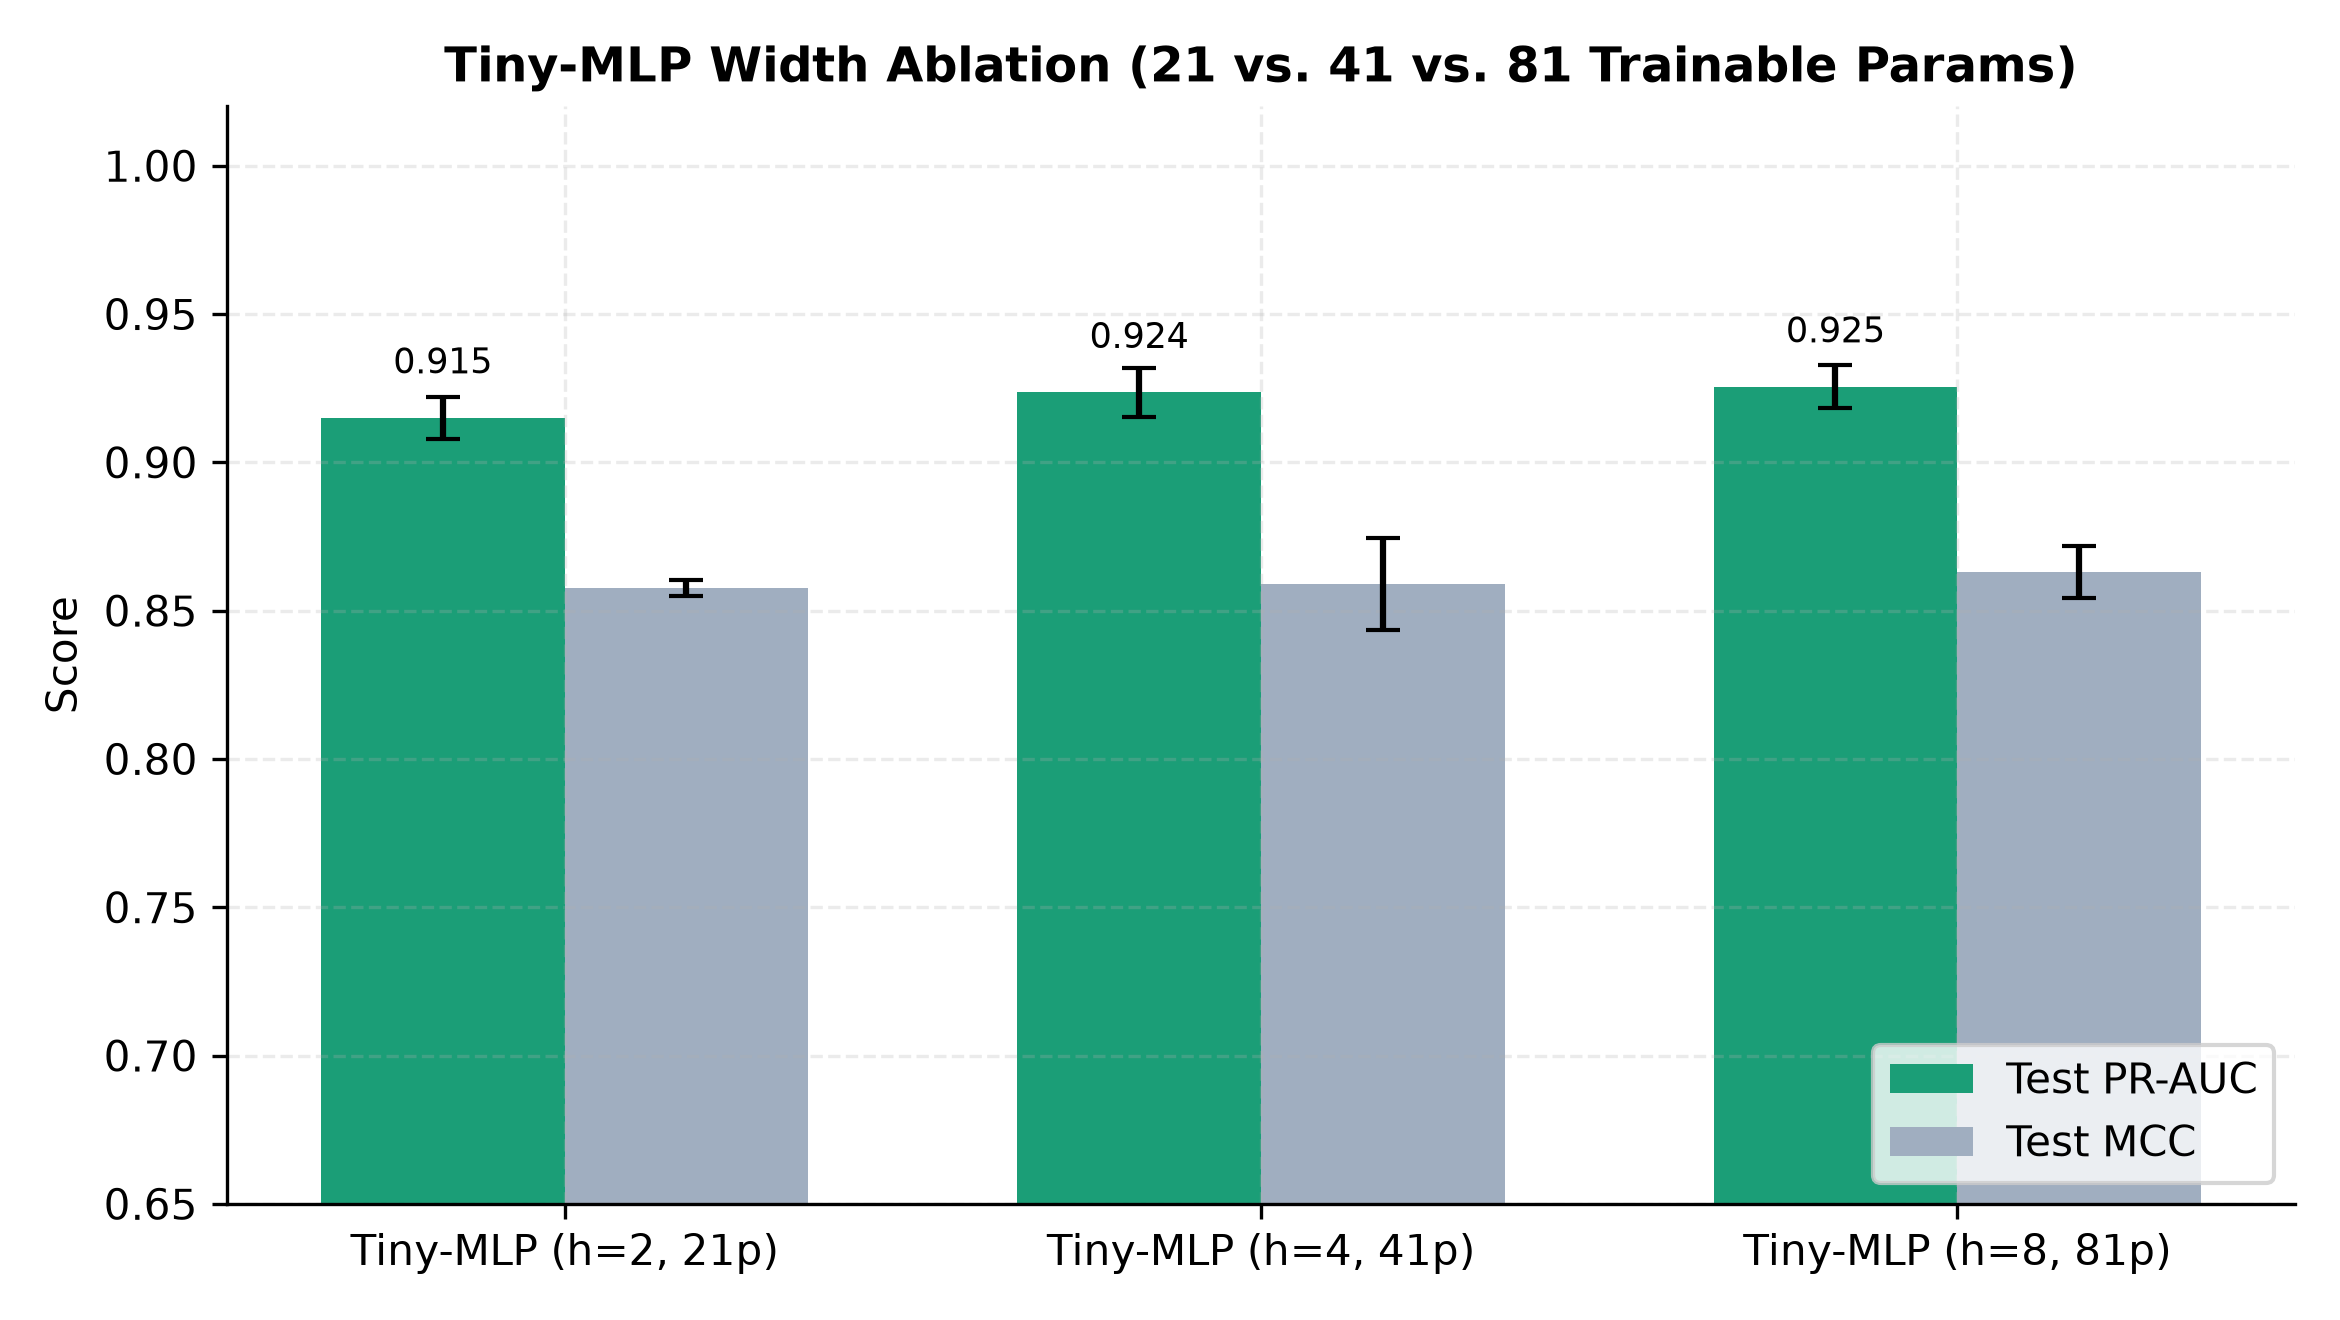 Tiny-MLP Width Ablation (21 vs. 41 vs. 81 Trainable Params)
Score
1.00
0.95
0.90
0.85
0.80
0.75
0.70
0.65
0.915
0.924
0.925
Test PR-AUC
Test MCC
Tiny-MLP (h=2, 21p)
Tiny-MLP (h=4, 41p)
Tiny-MLP (h=8, 81p)